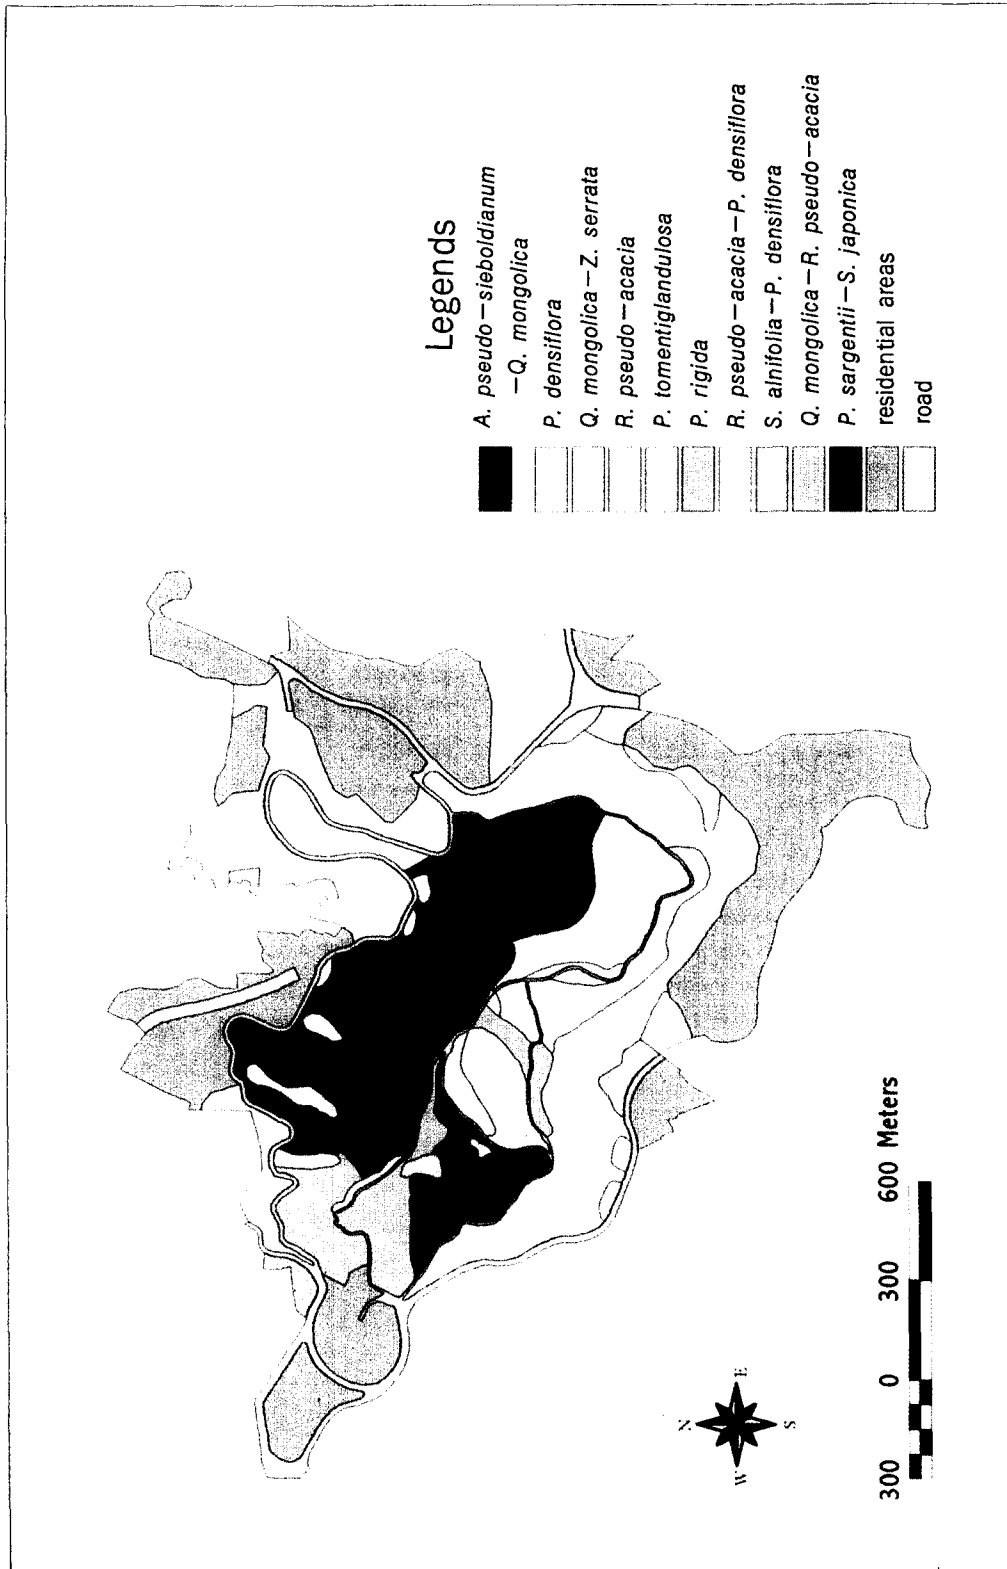 Legends
A. pseudo-sieboldianum
-Q. mongolica
P. densiflora
Q. mongolica-Z. serrata
R. pseudo-acacia
P. tomentiglandulosa
P. rigida
R. pseudo-acacia-P. densiflora
S. alnifolia-P. densiflora
Q. mongolica-R. pseudo-acacia
P. sargentii-S. japonica
residential areas
road
N
W
E
S
300 0 300 600 Meters